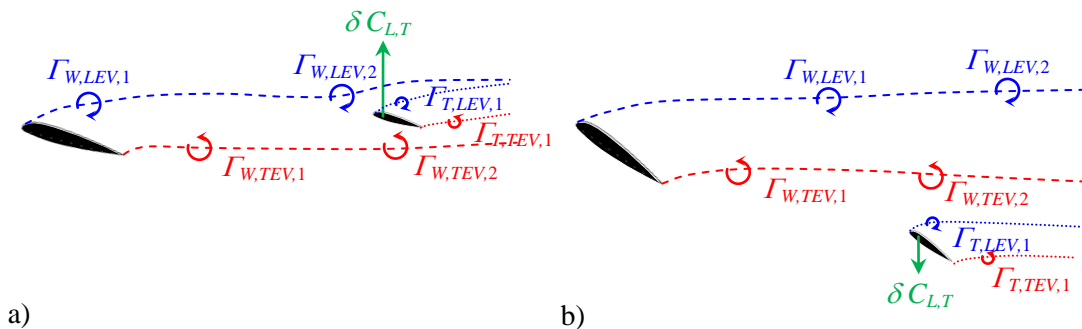 δ C_{L,T}
Γ_{W,LEV,1}
Γ_{W,LEV,2}
Γ_{T,LEV,1}
Γ_{T,TEV,1}
Γ_{W,TEV,1}
Γ_{W,TEV,2}
a)
Γ_{W,LEV,1}
Γ_{W,LEV,2}
Γ_{W,TEV,1}
Γ_{W,TEV,2}
Γ_{T,LEV,1}
Γ_{T,TEV,1}
δ C_{L,T}
b)